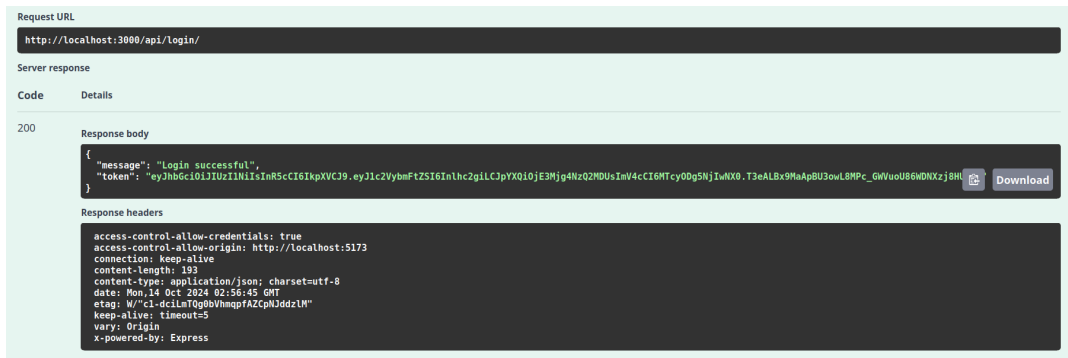 Request URL
http://localhost:3000/api/login/
Server response
Code Details
200
Response body
{
"message": "Login successful",
"token": "eyJhbGciOiJIUzI1NiIsInR5cCI6IkpXVCJ9.eyJ1c2VybmFtZSI6Inlhc2giLCJpYXQiOjE3Mjg4NzQ2MDUsImV4cCI6MTcyODg5NjIwNX0.T3eALBx9MaApBU3owL8MPc_GWVuoU86WDNXzj8HU
}
Download
Response headers
access-control-allow-credentials: true
access-control-allow-origin: http://localhost:5173
connection: keep-alive
content-length: 193
content-type: application/json; charset=utf-8
date: Mon,14 Oct 2024 02:56:45 GMT
etag: W/"c1-dciLmTQg0bVhmqpfAZCpNJddzlM"
keep-alive: timeout=5
vary: Origin
x-powered-by: Express